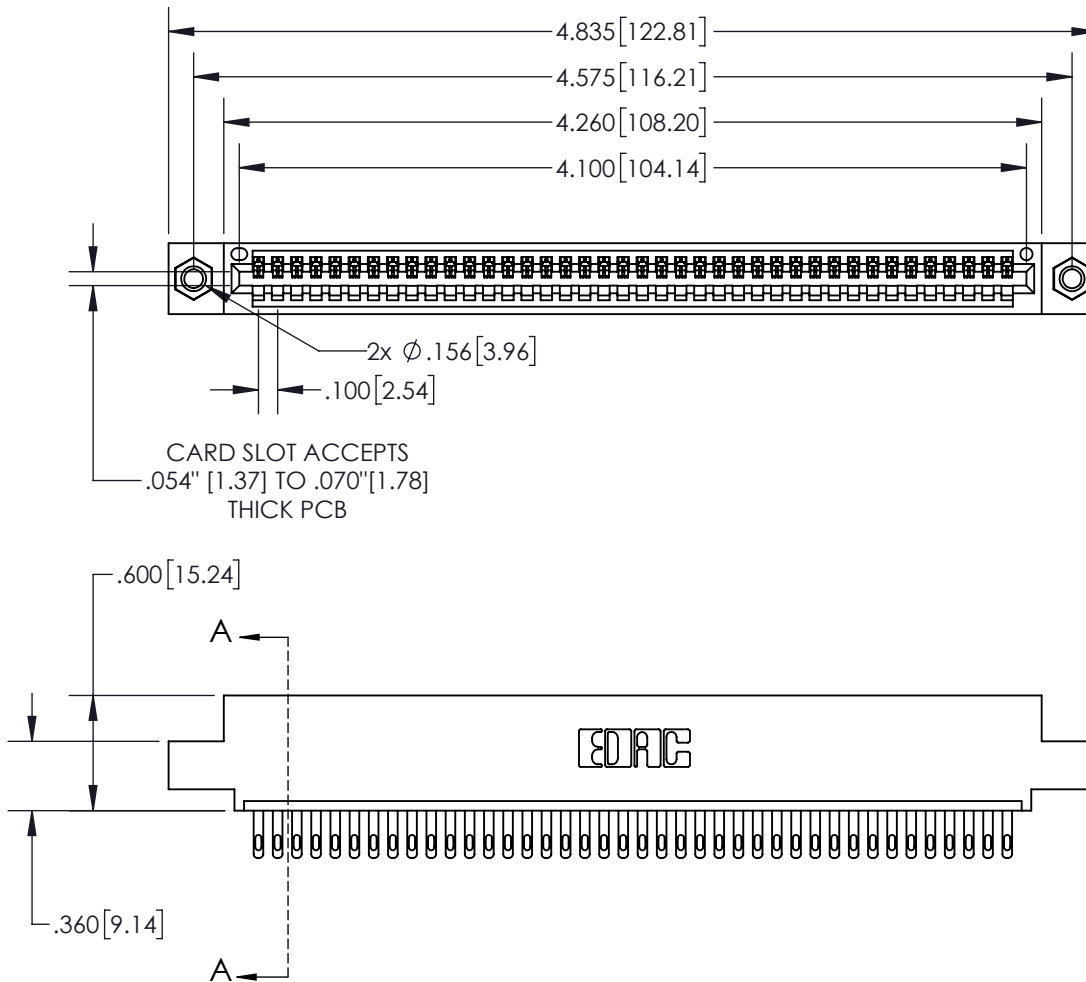 4.835[122.81]
4.575[116.21]
4.260[108.20]
4.100[104.14]
2x Ø.156[3.96]
.100[2.54]
CARD SLOT ACCEPTS
.054" [1.37] TO .070"[1.78]
THICK PCB
.600[15.24]
A
EDAC
.360[9.14]
A